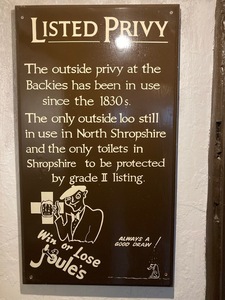 LISTED PRIVY
The outside privy at the
Backies has been in use
since the 1830s.
The only outside loo still
in use in North Shropshire
and the only toilets in
Shropshire to be protected
by grade II listing.
Win or Lose
Joule's
ALWAYS A
GOOD DRAW!